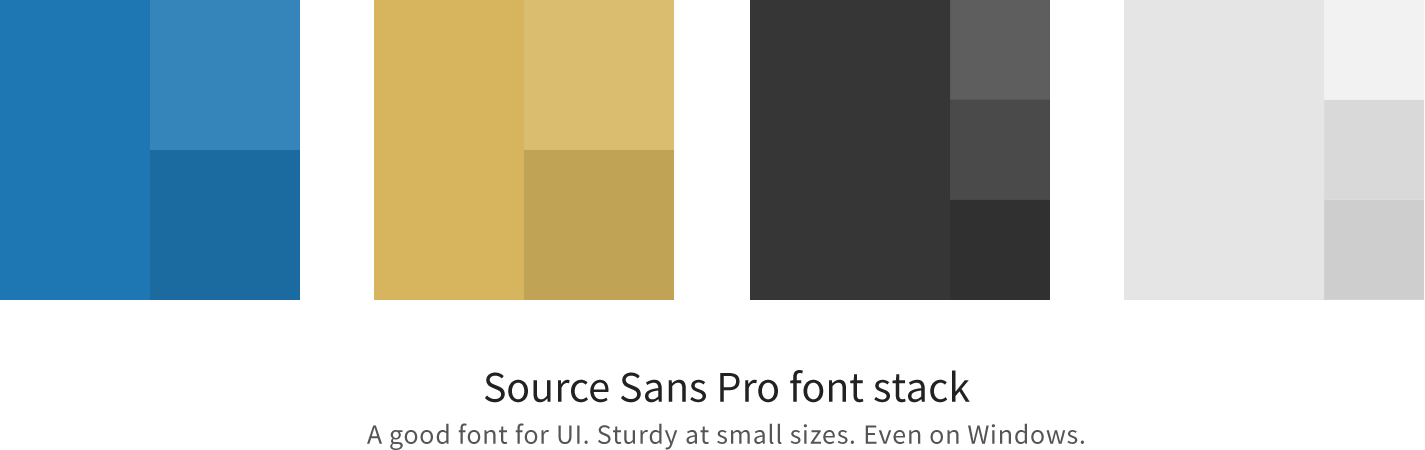 Source Sans Pro font stack
A good font for UI. Sturdy at small sizes. Even on Windows.